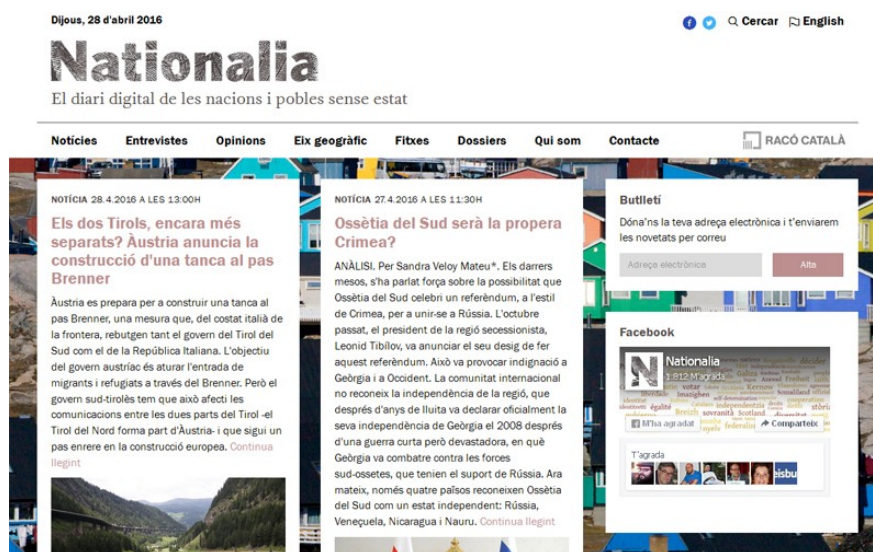 Dijous, 28 d'abril 2016
Cercar
English
Nationalia
El diari digital de les nacions i pobles sense estat
Notícies
Entrevistes
Opinions
Eix geogràfic
Fitxes
Dossiers
Qui som
Contacte
RACÓ CATALÀ
NOTÍCIA 28.4.2016 A LES 13:00H
Els dos Tirols, encara més
separats? Àustria anuncia la
construcció d'una tanca al pas
Brenner
Àustria es prepara per a construir una tanca al
pas Brenner, una mesura que, del costat italià de
la frontera, rebutgen tant el govern del Tirol del
Sud com el de la República Italiana. L'objectiu
del govern austríac és aturar l'entrada de
migrants i refugiats a través del Brenner. Però el
govern sud-tirolès tem que això afecti les
comunicacions entre les dues parts del Tirol -el
Tirol del Nord forma part d'Àustria- i que sigui un
pas enrere en la construcció europea. Continua
llegint
NOTÍCIA 27.4.2016 A LES 11:30H
Ossètia del Sud serà la propera
Crimea?
ANÀLISI. Per Sandra Veloy Mateu*. Els darrers
mesos, s'ha parlat força sobre la possibilitat que
Ossètia del Sud celebri un referèndum, a l'estil
de Crimea, per a unir-se a Rússia. L'octubre
passat, el president de la regió secessionista,
Leonid Tibílov, va anunciar el seu desig de fer
aquest referèndum. Això va provocar indignació a
Geòrgia i a Occident. La comunitat internacional
no reconeix la independència de la regió, que
després d'anys de lluita va declarar oficialment la
seva independència de Geòrgia el 2008 després
d'una guerra curta però devastadora, en què
Geòrgia va combatre contra les forces
sud-ossetes, que tenien el suport de Rússia. Ara
mateix, només quatre països reconeixen Ossètia
del Sud com un estat independent: Rússia,
Veneçuela, Nicaragua i Nauru. Continua llegint
Butlletí
Dóna'ns la teva adreça electrònica i t'enviarem
les novetats per correu
Adreça electrònica
Alta
Facebook
Nationalia
1.812 M'agrada
votar
Imazighen
égalité
independentzia
Breizh sovranità Scotland
M'ha agradat
Comparteix
T'agrada